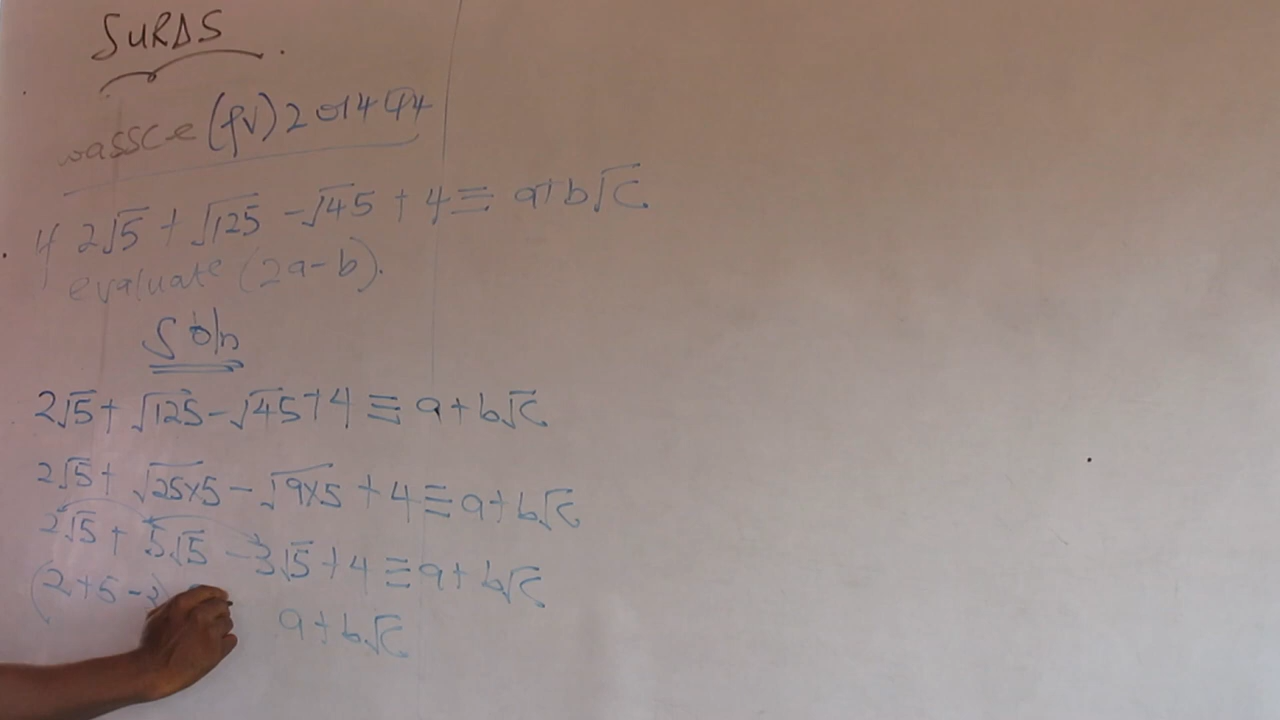 SURDS
wassce (fv) 2014 Q4
If 2√5 + √125 - √45 + 4 ≡ a+b√c
evaluate (2a-b).
Soln
2√5 + √125 - √45 + 4 ≡ a+b√c
2√5 + √25×5 - √9×5 + 4 ≡ a+b√c
2√5 + 5√5 - 3√5 + 4 ≡ a+b√c
(2+5-3) a+b√c